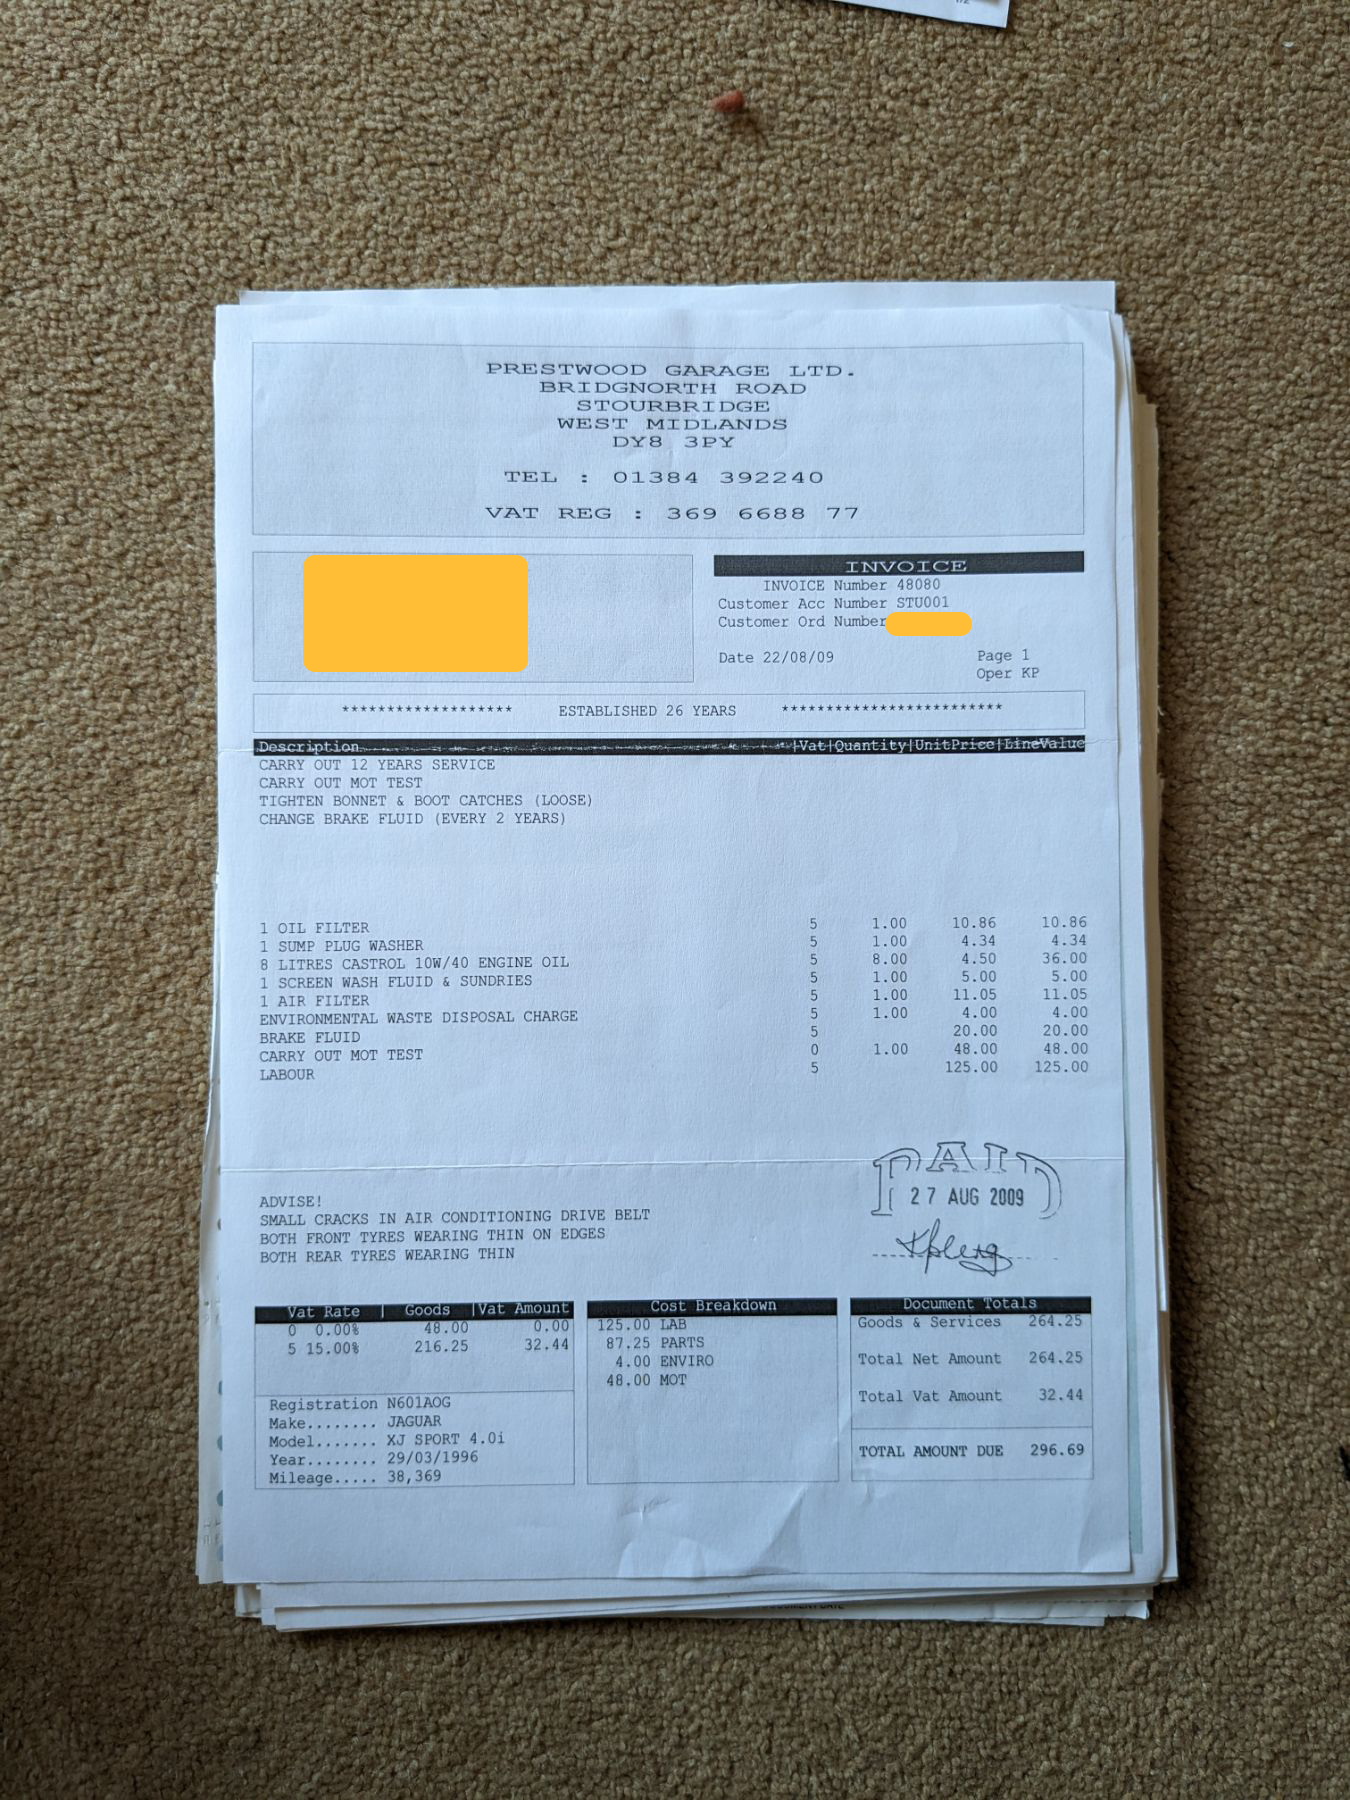 PRESTWOOD GARAGE LTD.
BRIDGNORTH ROAD
STOURBRIDGE
WEST MIDLANDS
DY8 3PY
TEL : 01384 392240
VAT REG : 369 6688 77
INVOICE
INVOICE Number 48080
Customer Acc Number STU001
Customer Ord Number
Date 22/08/09 Page 1
Oper KP
******************* ESTABLISHED 26 YEARS *************************
Description |Vat|Quantity|UnitPrice|LineValue
CARRY OUT 12 YEARS SERVICE
CARRY OUT MOT TEST
TIGHTEN BONNET & BOOT CATCHES (LOOSE)
CHANGE BRAKE FLUID (EVERY 2 YEARS)
1 OIL FILTER 5 1.00 10.86 10.86
1 SUMP PLUG WASHER 5 1.00 4.34 4.34
8 LITRES CASTROL 10W/40 ENGINE OIL 5 8.00 4.50 36.00
1 SCREEN WASH FLUID & SUNDRIES 5 1.00 5.00 5.00
1 AIR FILTER 5 1.00 11.05 11.05
ENVIRONMENTAL WASTE DISPOSAL CHARGE 5 1.00 4.00 4.00
BRAKE FLUID 5 20.00 20.00
CARRY OUT MOT TEST 0 1.00 48.00 48.00
LABOUR 5 125.00 125.00
PAID
27 AUG 2009
ADVISE!
SMALL CRACKS IN AIR CONDITIONING DRIVE BELT
BOTH FRONT TYRES WEARING THIN ON EDGES
BOTH REAR TYRES WEARING THIN
Vat Rate | Goods |Vat Amount
0 0.00% 48.00 0.00
5 15.00% 216.25 32.44
Registration N601AOG
Make........ JAGUAR
Model....... XJ SPORT 4.0i
Year........ 29/03/1996
Mileage..... 38,369
Cost Breakdown
125.00 LAB
87.25 PARTS
4.00 ENVIRO
48.00 MOT
Document Totals
Goods & Services 264.25
Total Net Amount 264.25
Total Vat Amount 32.44
TOTAL AMOUNT DUE 296.69